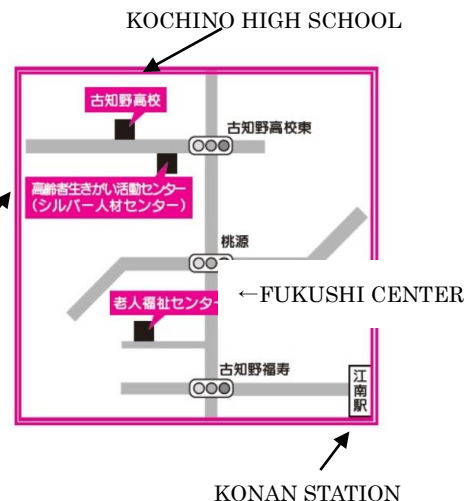 KOCHINO HIGH SCHOOL
古知野高校
古知野高校東
高齢者生きがい活動センター
(シルバー人材センター)
桃源
←FUKUSHI CENTER
老人福祉センター
古知野福寿
江南駅
KONAN STATION